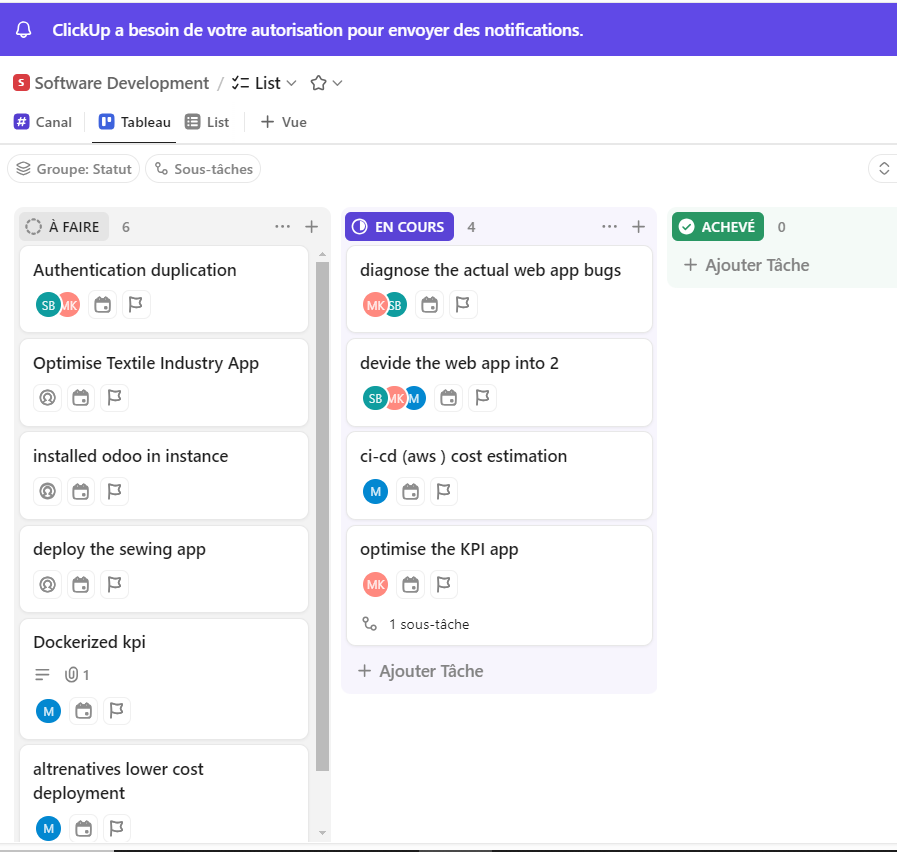 ClickUp a besoin de votre autorisation pour envoyer des notifications.
S Software Development / List
# Canal Tableau List + Vue
Groupe: Statut Sous-tâches
À FAIRE 6
Authentication duplication
SB MK
Optimise Textile Industry App
installed odoo in instance
deploy the sewing app
Dockerized kpi
1
M
altrenatives lower cost
deployment
M
EN COURS 4
diagnose the actual web app bugs
MK SB
devide the web app into 2
SB MK M
ci-cd (aws ) cost estimation
M
optimise the KPI app
MK
1 sous-tâche
+ Ajouter Tâche
ACHEVÉ 0
+ Ajouter Tâche